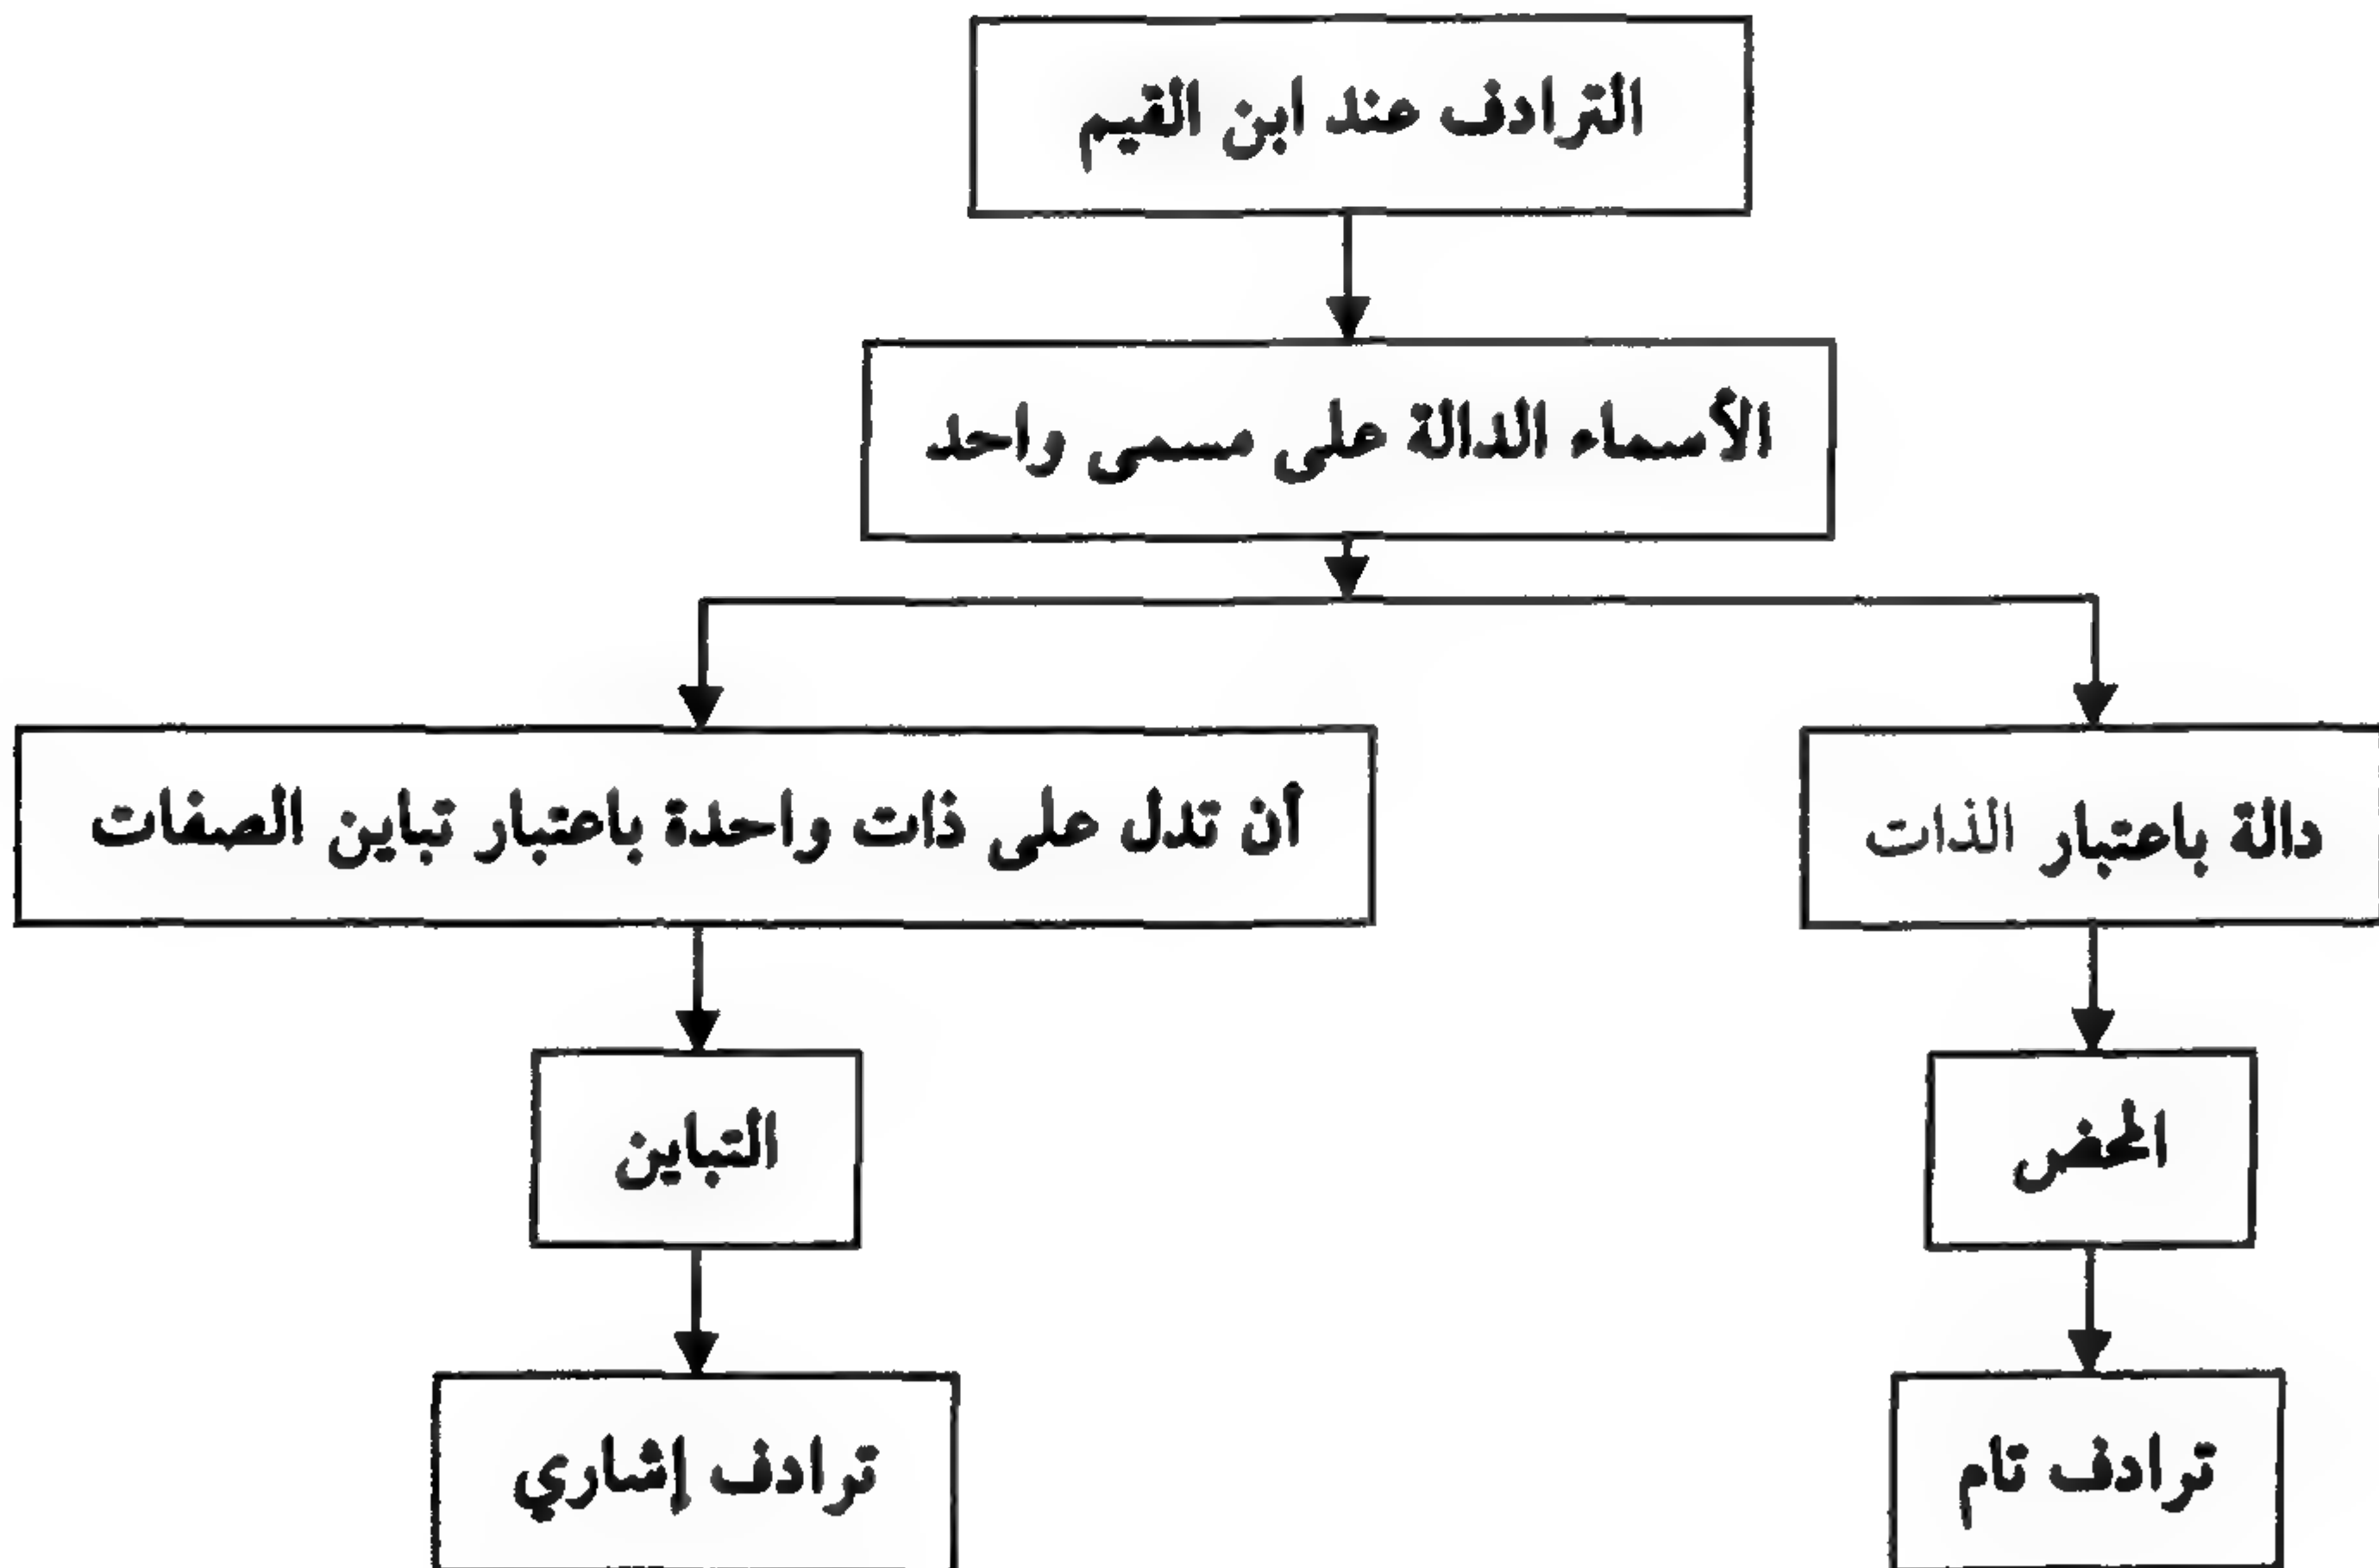 الترادف عند ابن القيم
الأسماء الدالة على مسمى واحد
دالة باعتبار الذات
أن تدل على ذات واحدة باعتبار تباين الصفات
المحض
التباين
ترادف تام
ترادف إشاري